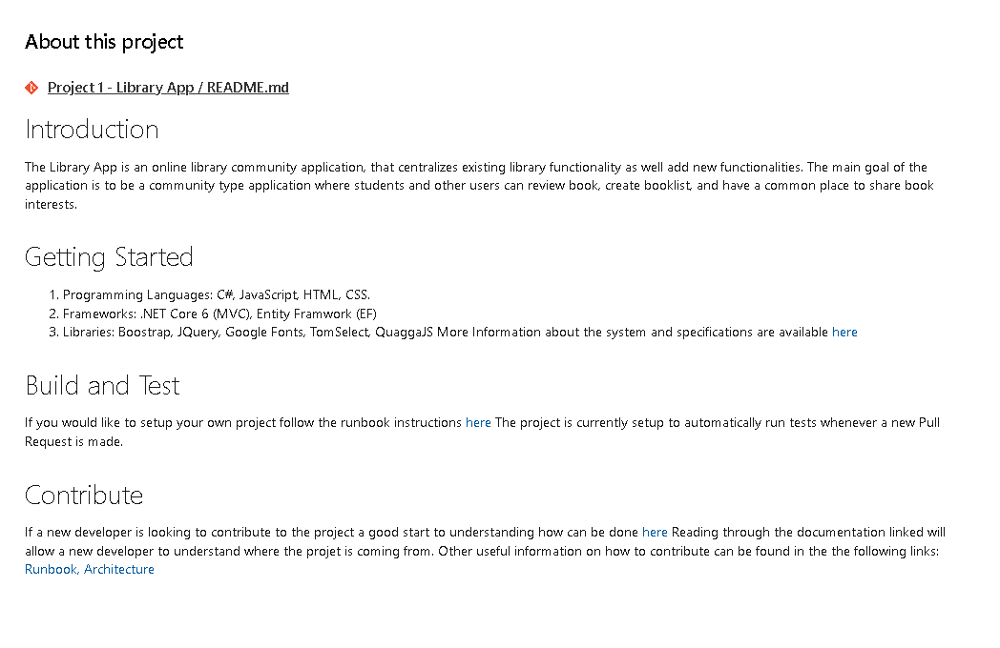 About this project
Project 1 - Library App / README.md
Introduction
The Library App is an online library community application, that centralizes existing library functionality as well add new functionalities. The main goal of the
application is to be a community type application where students and other users can review book, create booklist, and have a common place to share book
interests.
Getting Started
1. Programming Languages: C#, JavaScript, HTML, CSS.
2. Frameworks: .NET Core 6 (MVC), Entity Framwork (EF)
3. Libraries: Boostrap, JQuery, Google Fonts, TomSelect, QuaggaJS More Information about the system and specifications are available here
Build and Test
If you would like to setup your own project follow the runbook instructions here The project is currently setup to automatically run tests whenever a new Pull
Request is made.
Contribute
If a new developer is looking to contribute to the project a good start to understanding how can be done here Reading through the documentation linked will
allow a new developer to understand where the projet is coming from. Other useful information on how to contribute can be found in the the following links:
Runbook, Architecture